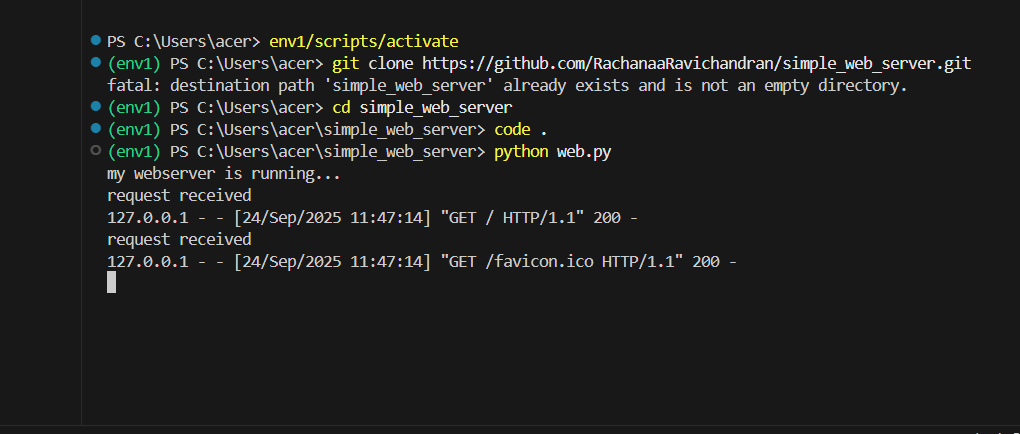 PS C:\Users\acer> env1/scripts/activate
(env1) PS C:\Users\acer> git clone https://github.com/RachanaaRavichandran/simple_web_server.git
fatal: destination path 'simple_web_server' already exists and is not an empty directory.
(env1) PS C:\Users\acer> cd simple_web_server
(env1) PS C:\Users\acer\simple_web_server> code .
(env1) PS C:\Users\acer\simple_web_server> python web.py
my webserver is running...
request received
127.0.0.1 - - [24/Sep/2025 11:47:14] "GET / HTTP/1.1" 200 -
request received
127.0.0.1 - - [24/Sep/2025 11:47:14] "GET /favicon.ico HTTP/1.1" 200 -